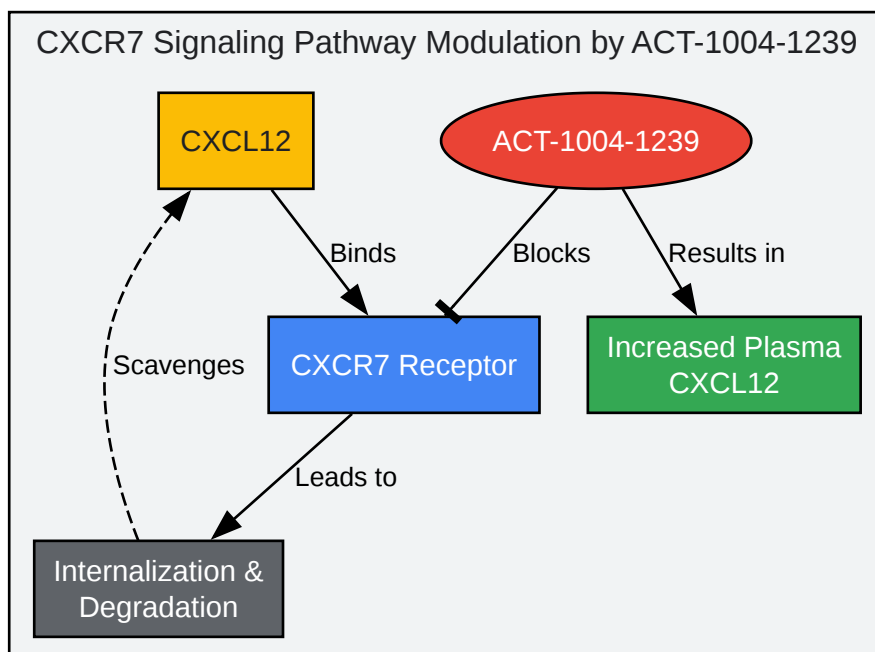 CXCR7 Signaling Pathway Modulation by ACT-1004-1239
CXCL12
ACT-1004-1239
Binds
Blocks
Results in
CXCR7 Receptor
Increased Plasma
CXCL12
Scavenges
Leads to
Internalization &
Degradation